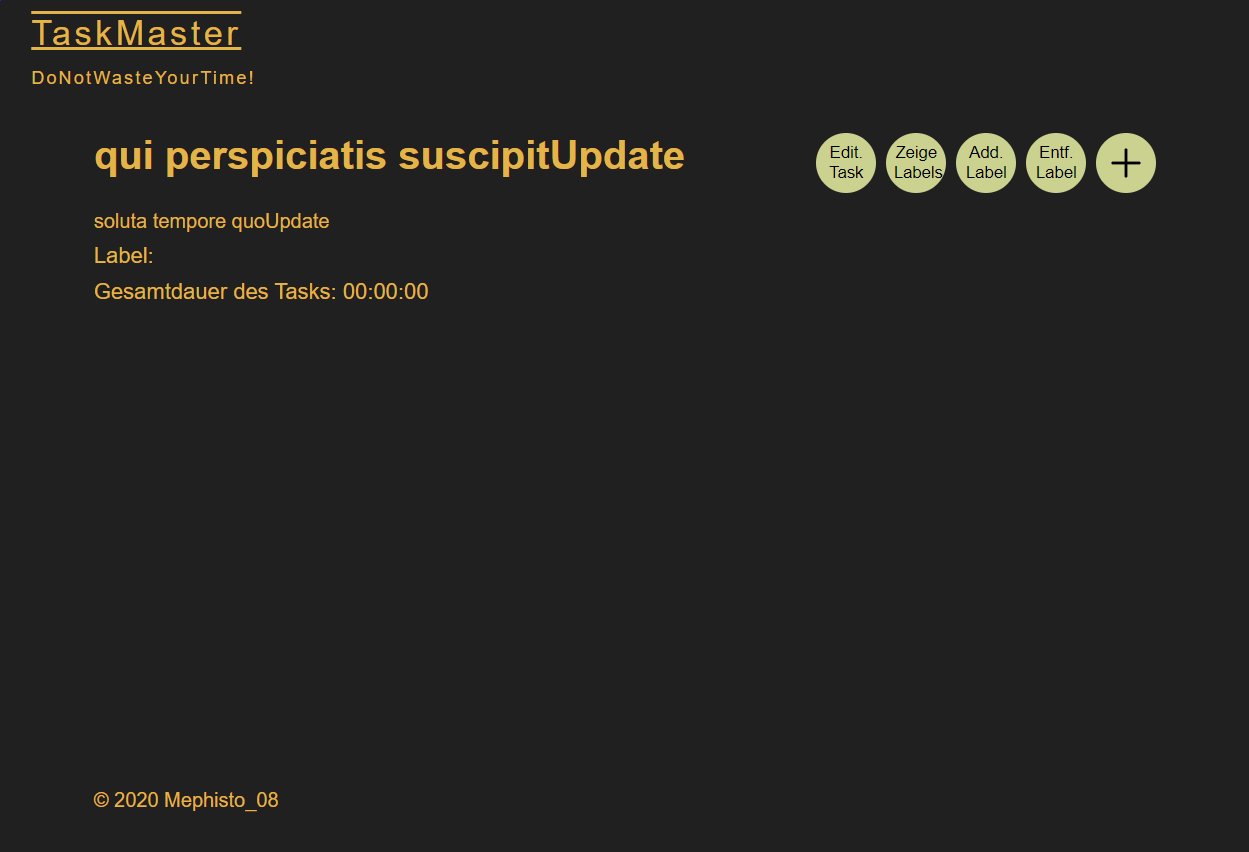 TaskMaster
DoNotWasteYourTime!
qui perspiciatis suscipitUpdate
Edit.
Task
Zeige
Labels
Add.
Label
Entf.
Label
soluta tempore quoUpdate
Label:
Gesamtdauer des Tasks: 00:00:00
© 2020 Mephisto_08